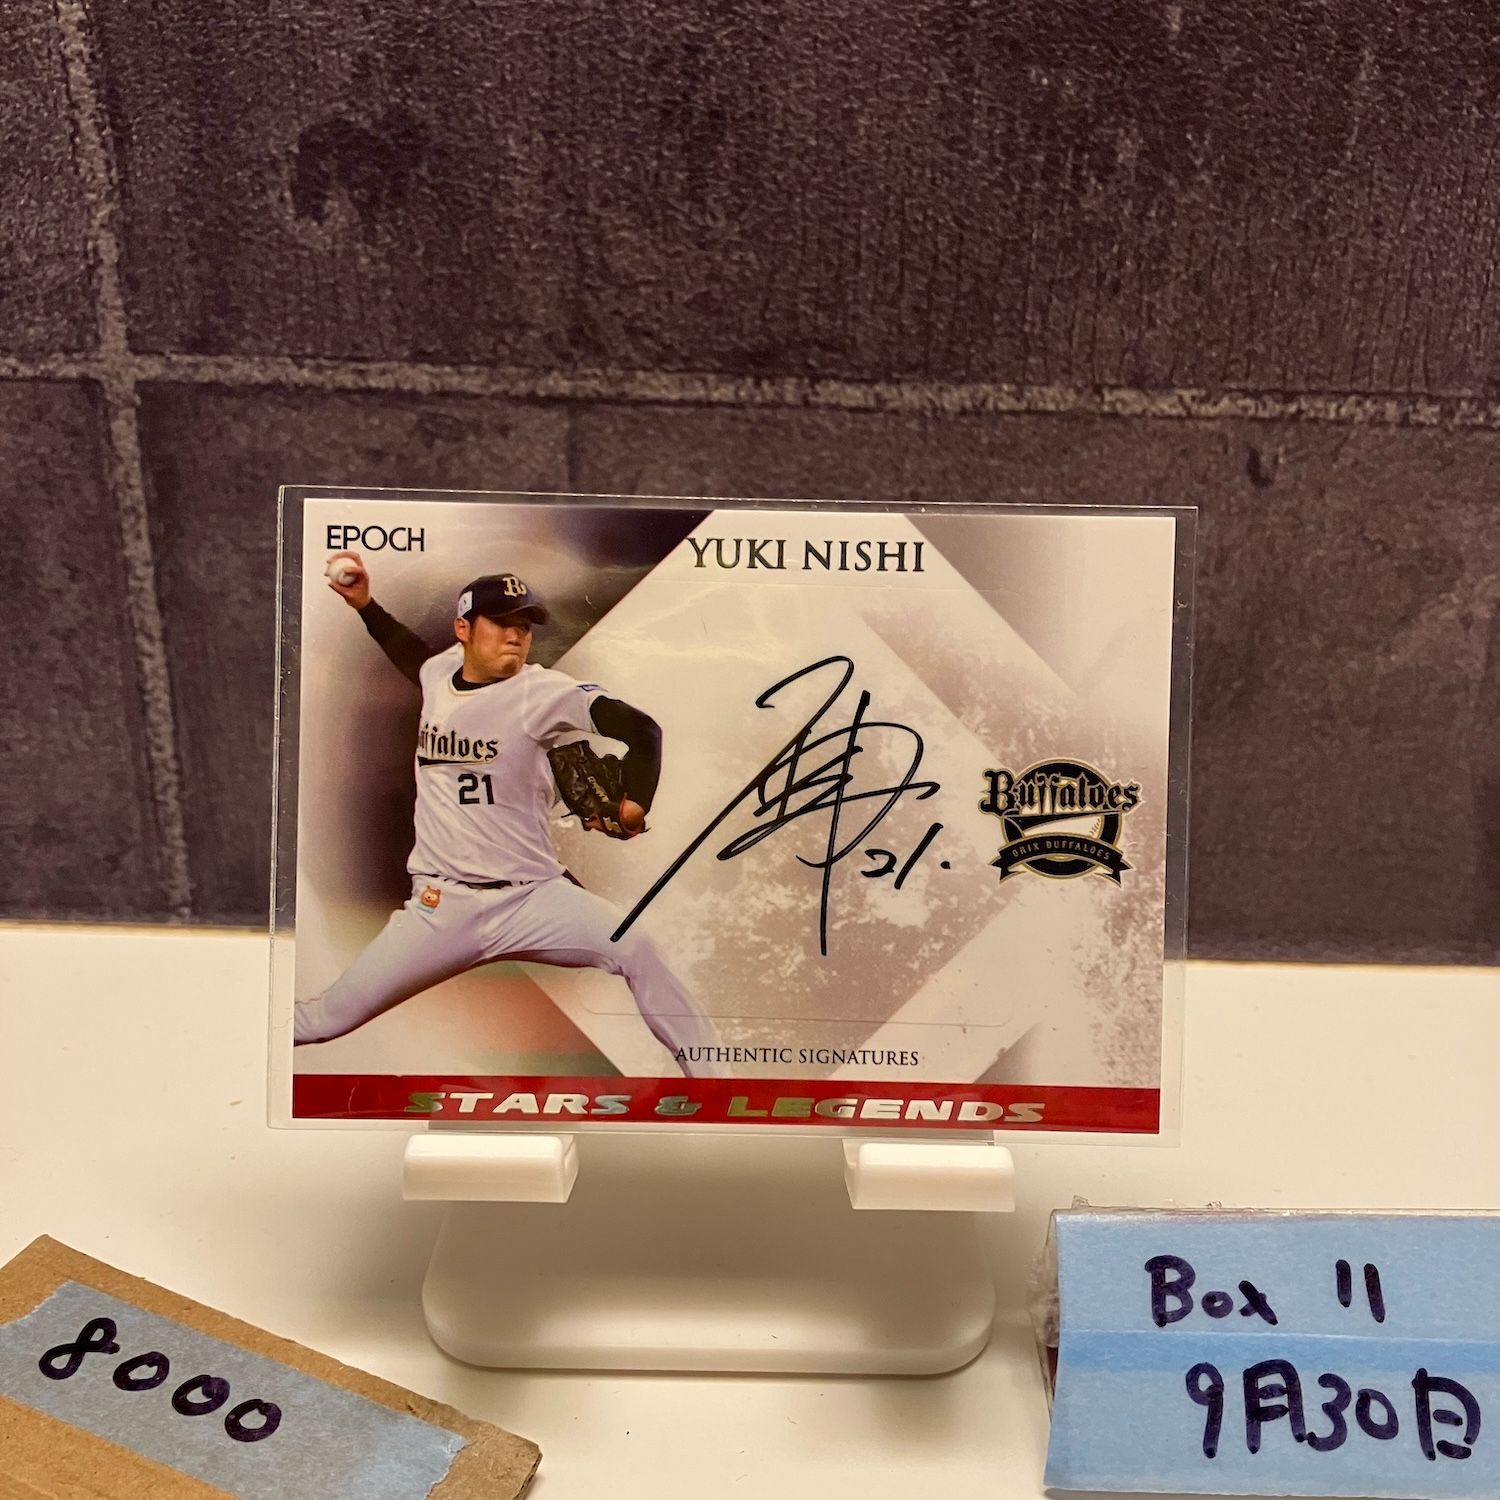 EPOCH
YUKI NISHI
Buffaloes
21
21.
Buffaloes
ORIX BUFFALOES
AUTHENTIC SIGNATURES
STARS & LEGENDS
8000
Box 11
9月30日